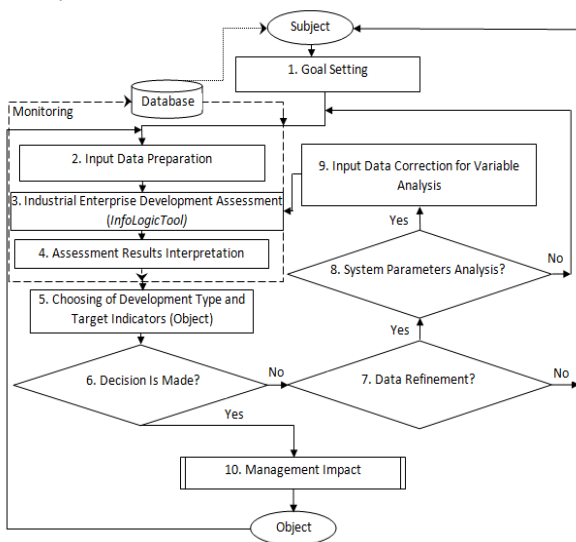 Subject
1. Goal Setting
Database
Monitoring
2. Input Data Preparation
9. Input Data Correction for Variable
Analysis
3. Industrial Enterprise Development Assessment
(InfoLogicTool)
Yes
4. Assessment Results Interpretation
8. System Parameters Analysis?
No
5. Choosing of Development Type and
Target Indicators (Object)
Yes
6. Decision Is Made?
No
7. Data Refinement?
No
Yes
10. Management Impact
Object